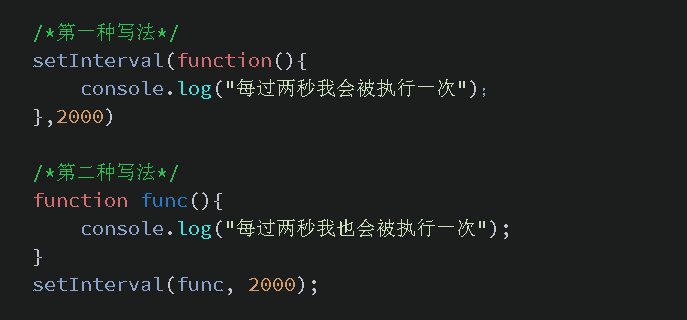 /*第一种写法*/
setInterval(function(){
    console.log("每过两秒我会被执行一次");
},2000)
/*第二种写法*/
function func(){
    console.log("每过两秒我也会被执行一次");
}
setInterval(func, 2000);